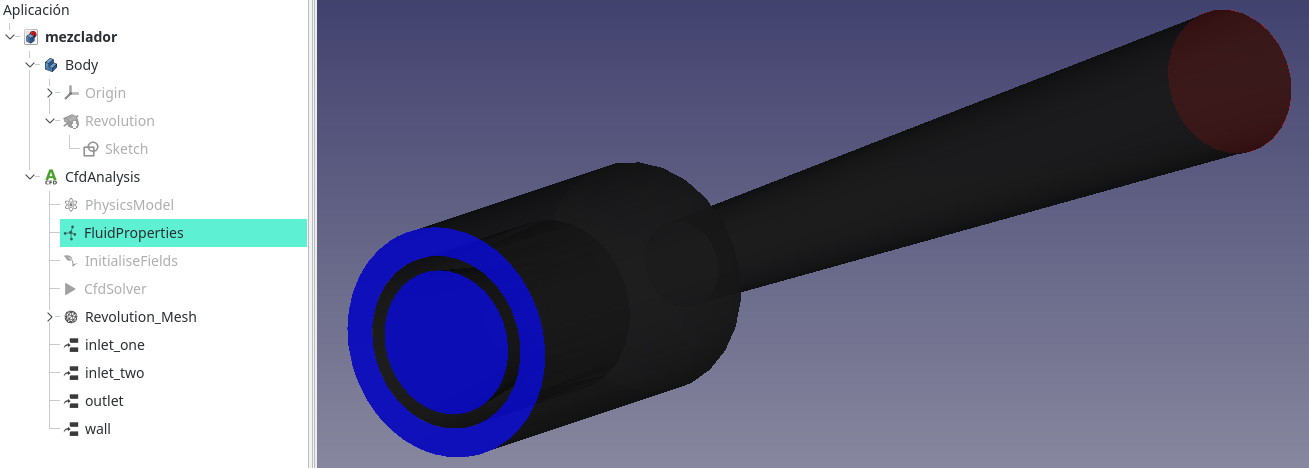 Aplicación
mezclador
Body
Origin
Revolution
Sketch
CfdAnalysis
PhysicsModel
FluidProperties
InitialiseFields
CfdSolver
Revolution_Mesh
inlet_one
inlet_two
outlet
wall